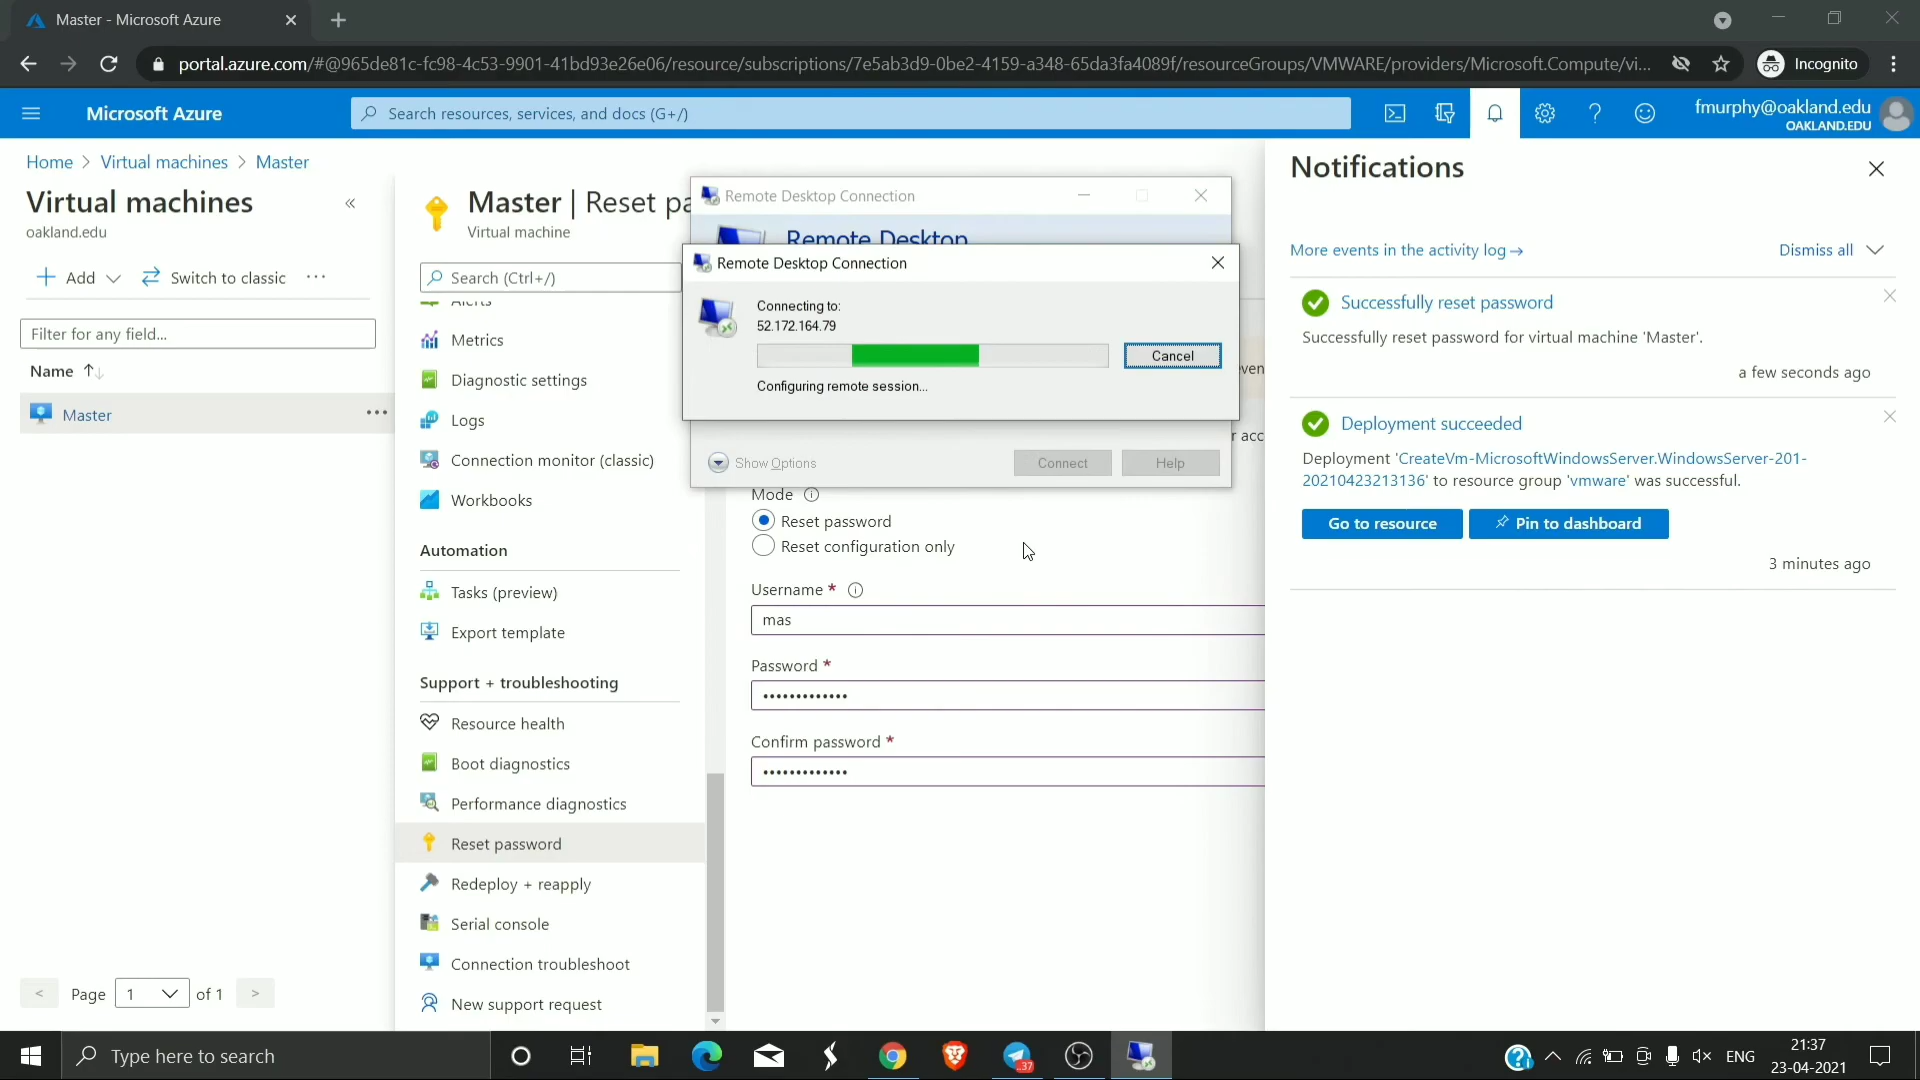 Master - Microsoft Azure
portal.azure.com/#@965de81c-fc98-4c53-9901-41bd93e26e06/resource/subscriptions/7e5ab3d9-0be2-4159-a348-65da3fa4089f/resourceGroups/VMWARE/providers/Microsoft.Compute/vi...
Incognito
Microsoft Azure
Search resources, services, and docs (G+/)
fmurphy@oakland.edu
OAKLAND.EDU
Home > Virtual machines > Master
Virtual machines
oakland.edu
Add
Switch to classic
Filter for any field...
Name
Master
Page 1 of 1
Master | Reset pa
Virtual machine
Search (Ctrl+/)
Alerts
Metrics
Diagnostic settings
Logs
Connection monitor (classic)
Workbooks
Automation
Tasks (preview)
Export template
Support + troubleshooting
Resource health
Boot diagnostics
Performance diagnostics
Reset password
Redeploy + reapply
Serial console
Connection troubleshoot
New support request
Remote Desktop Connection
Remote Desktop
Remote Desktop Connection
Connecting to:
52.172.164.79
Cancel
Configuring remote session...
Show Options
Connect
Help
even
r acc
Mode
Reset password
Reset configuration only
Username *
mas
Password *
•••••••••••••
Confirm password *
•••••••••••••
Notifications
More events in the activity log →
Dismiss all
Successfully reset password
Successfully reset password for virtual machine 'Master'.
a few seconds ago
Deployment succeeded
Deployment 'CreateVm-MicrosoftWindowsServer.WindowsServer-201-
20210423213136' to resource group 'vmware' was successful.
Go to resource
Pin to dashboard
3 minutes ago
Type here to search
37
ENG
21:37
23-04-2021